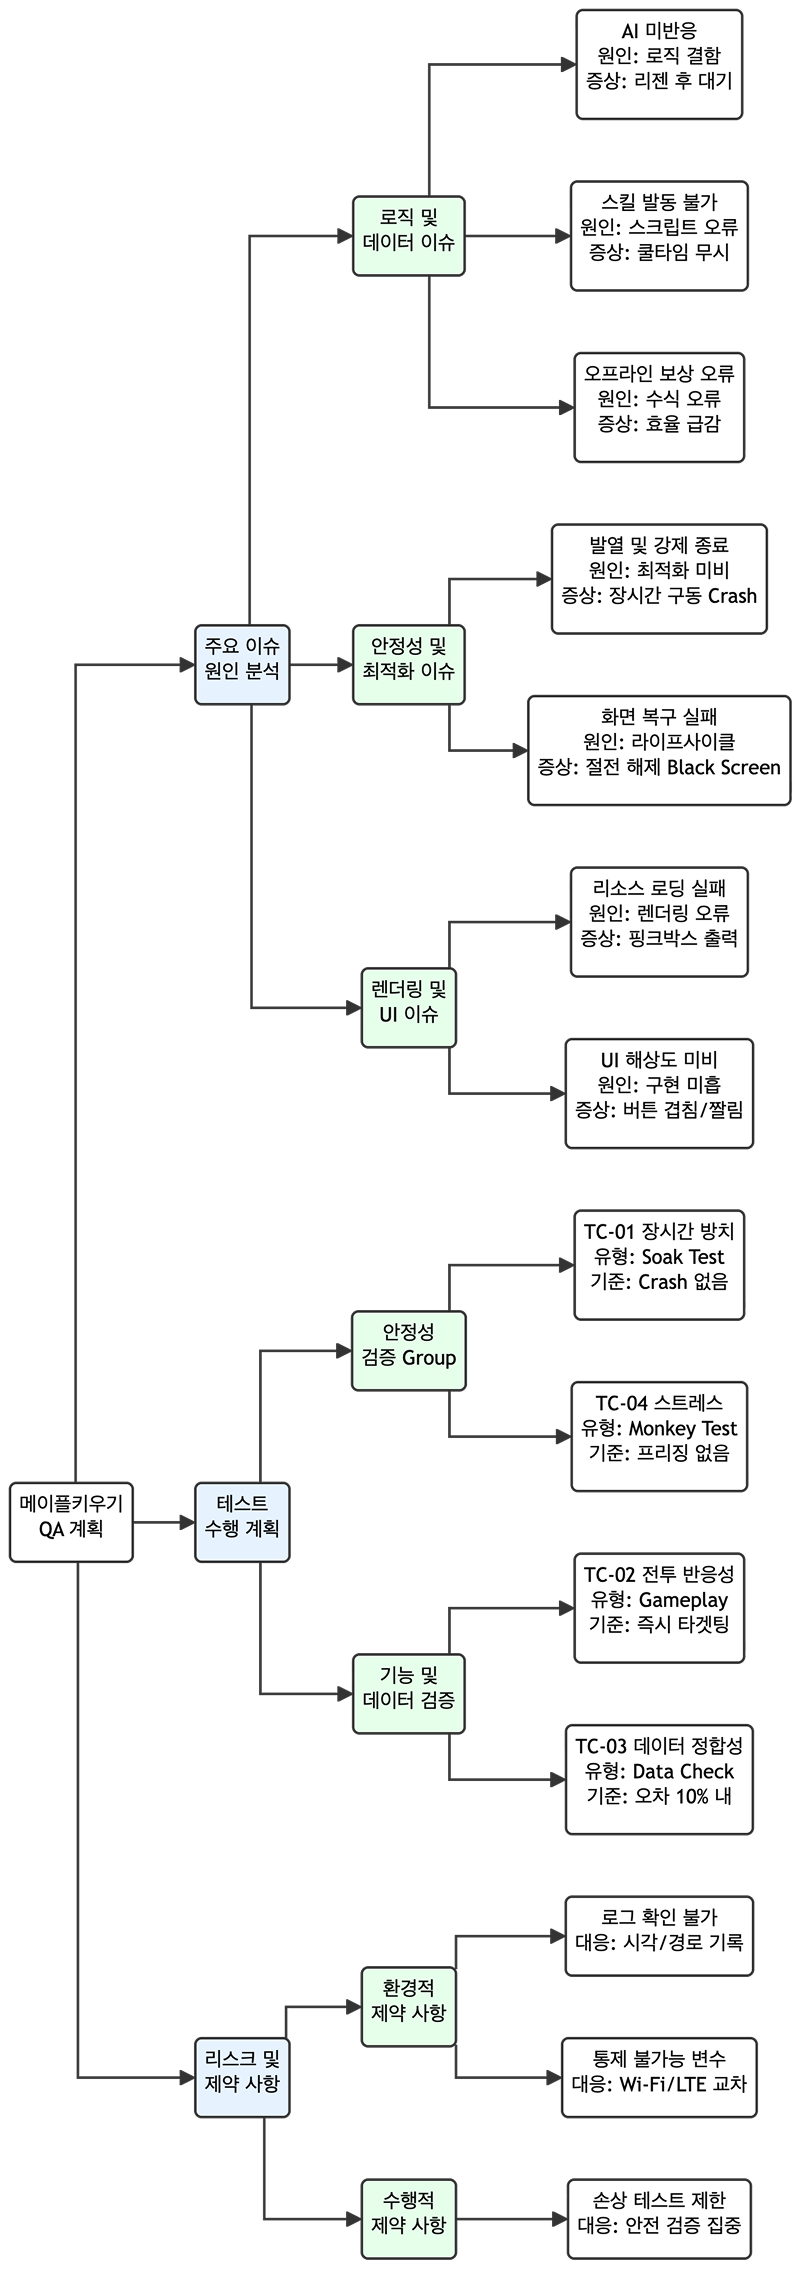 AI 미반응
원인: 로직 결함
증상: 리젠 후 대기
로직 및
데이터 이슈
스킬 발동 불가
원인: 스크립트 오류
증상: 쿨타임 무시
오프라인 보상 오류
원인: 수식 오류
증상: 효율 급감
발열 및 강제 종료
원인: 최적화 미비
증상: 장시간 구동 Crash
주요 이슈
원인 분석
안정성 및
최적화 이슈
화면 복구 실패
원인: 라이프사이클
증상: 절전 해제 Black Screen
리소스 로딩 실패
원인: 렌더링 오류
증상: 핑크박스 출력
렌더링 및
UI 이슈
UI 해상도 미비
원인: 구현 미흡
증상: 버튼 겹침/짤림
TC-01 장시간 방치
유형: Soak Test
기준: Crash 없음
안정성
검증 Group
TC-04 스트레스
유형: Monkey Test
기준: 프리징 없음
메이플키우기
QA 계획
테스트
수행 계획
TC-02 전투 반응성
유형: Gameplay
기준: 즉시 타겟팅
기능 및
데이터 검증
TC-03 데이터 정합성
유형: Data Check
기준: 오차 10% 내
로그 확인 불가
대응: 시각/경로 기록
환경적
제약 사항
리스크 및
제약 사항
통제 불가능 변수
대응: Wi-Fi/LTE 교차
수행적
제약 사항
손상 테스트 제한
대응: 안전 검증 집중